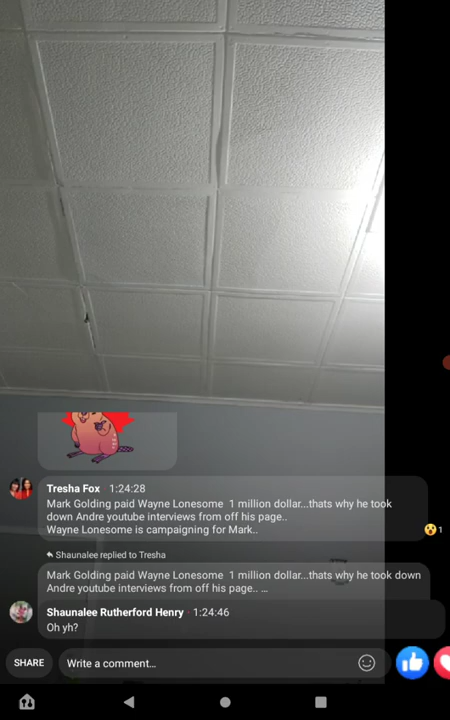 Tresha Fox 1:24:28
Mark Golding paid Wayne Lonesome 1 million dollar...thats why he took
down Andre youtube interviews from off his page..
Wayne Lonesome is campaigning for Mark..
1
Shaunalee replied to Tresha
Mark Golding paid Wayne Lonesome 1 million dollar...thats why he took down
Andre youtube interviews from off his page.. ...
Shaunalee Rutherford Henry · 1:24:46
Oh yh?
SHARE
Write a comment...